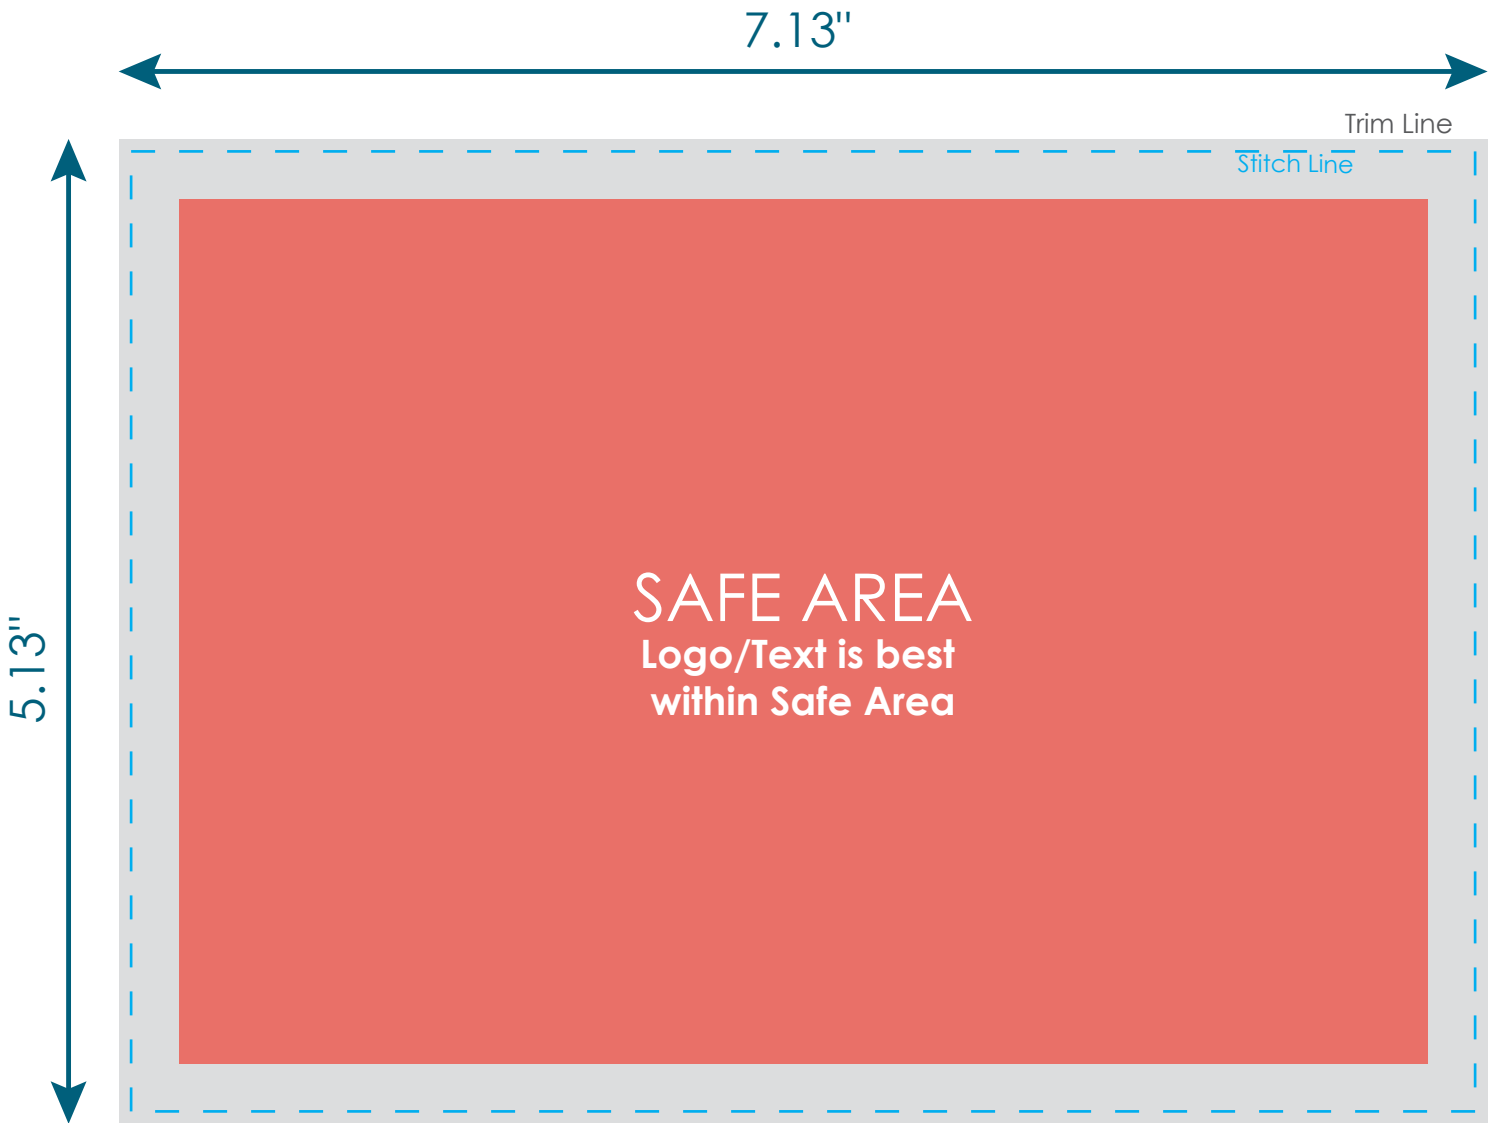 7.13"
Trim Line
Stitch Line
5.13"
SAFE AREA
Logo/Text is best
within Safe Area